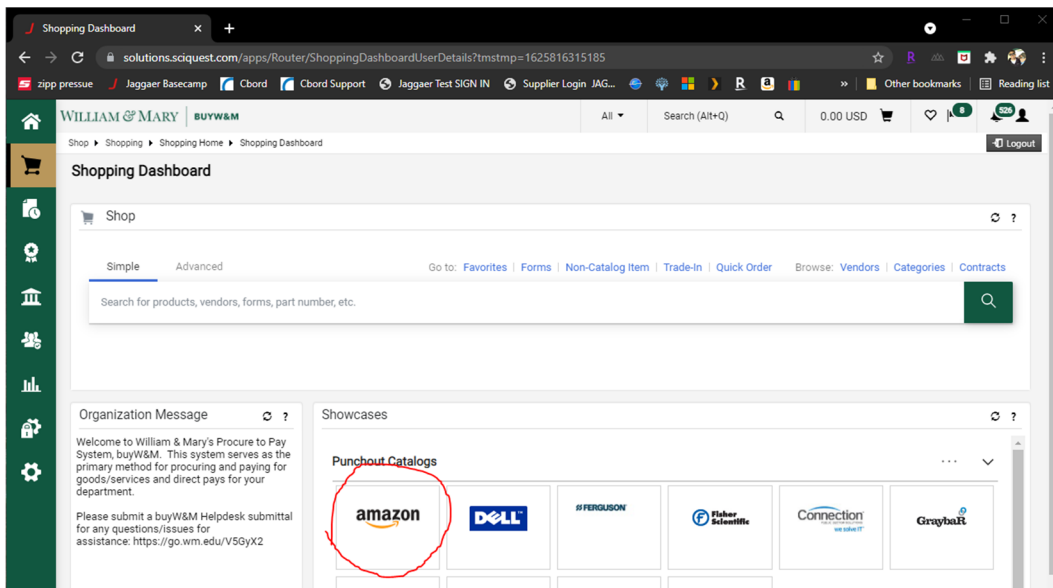 Shopping Dashboard
solutions.sciquest.com/apps/Router/ShoppingDashboardUserDetails?tmstmp=1625816315185
zipp pressue Jaggaer Basecamp Cbord Cbord Support Jaggaer Test SIGN IN Supplier Login JAG... R a » Other bookmarks Reading list
WILLIAM & MARY BUYW&M All Search (Alt+Q) 0.00 USD 8 526
Shop Shopping Shopping Home Shopping Dashboard Logout
Shopping Dashboard
Shop ?
Simple Advanced Go to: Favorites | Forms | Non-Catalog Item | Trade-In | Quick Order Browse: Vendors | Categories | Contracts
Search for products, vendors, forms, part number, etc.
Organization Message ?
Welcome to William & Mary's Procure to Pay
System, buyW&M. This system serves as the
primary method for procuring and paying for
goods/services and direct pays for your
department.
Please submit a buyW&M Helpdesk submittal
for any questions/issues for
assistance: https://go.wm.edu/V5GyX2
Showcases ?
Punchout Catalogs ...
amazon
DELL
FERGUSON
Fisher
Scientific
Connection
we solve IT
GraybaR